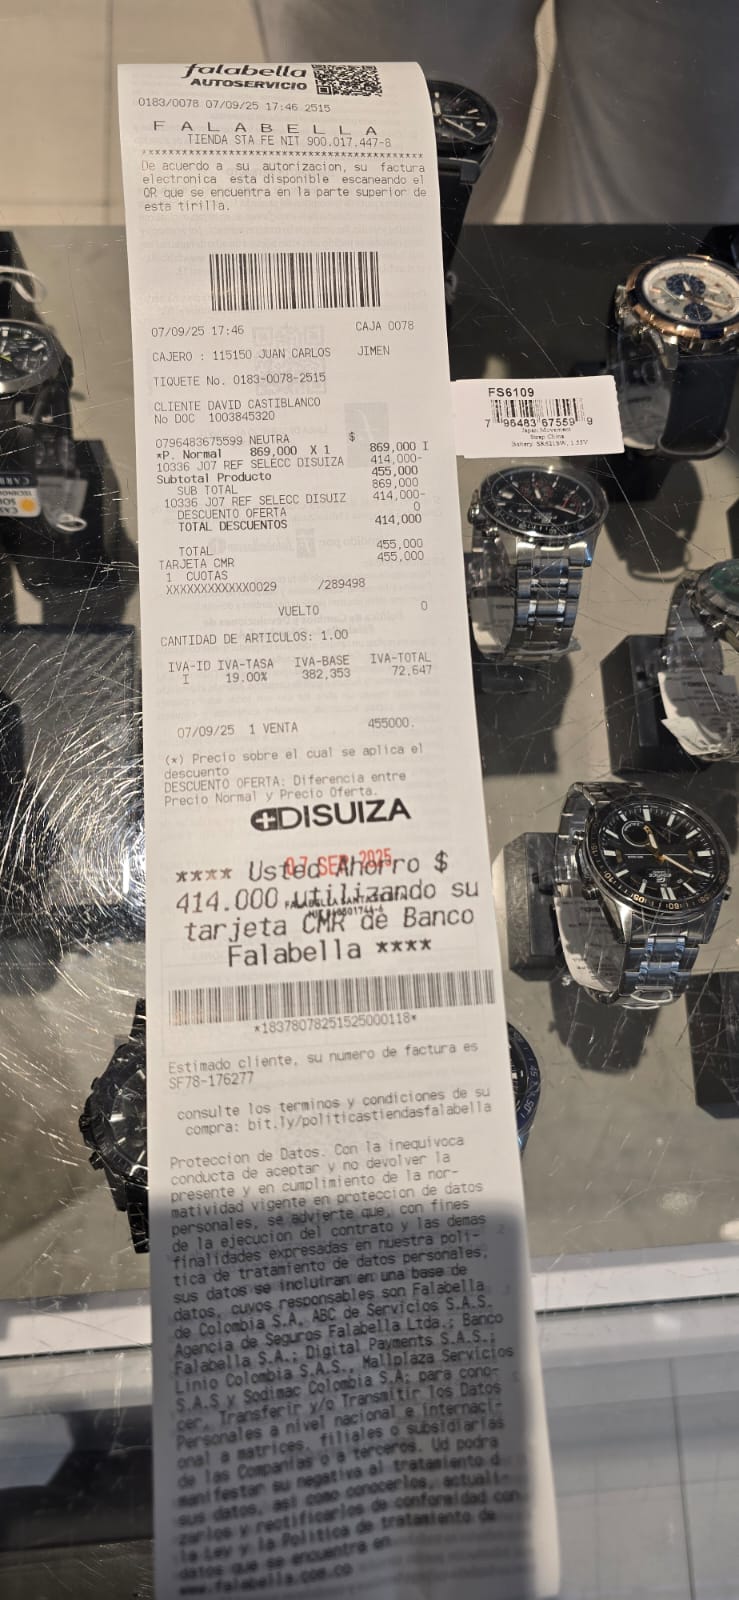 falabella
AUTOSERVICIO
0183/0078 07/09/25 17:46 2515
F A L A B E L L A
TIENDA STA FE NIT 900.017.447-8
De acuerdo a su autorizacion, su factura
electronica esta disponible escaneando el
QR que se encuentra en la parte superior de
esta tirilla.
07/09/25 17:46 CAJA 0078
CAJERO : 115150 JUAN CARLOS JIMEN
TIQUETE No. 0183-0078-2515
CLIENTE DAVID CASTIBLANCO
No DOC 1003845320
0796483675599 NEUTRA $
*P. Normal 869,000 X 1 869,000 I
10336 J07 REF SELECC DISUIZA 414,000-
Subtotal Producto 455,000
SUB TOTAL 869,000
10336 J07 REF SELECC DISUIZ 414,000-
DESCUENTO OFERTA 0
TOTAL DESCUENTOS 414,000
TOTAL 455,000
TARJETA CMR 455,000
1 CUOTAS
XXXXXXXXXXXX0029 /289498
VUELTO 0
CANTIDAD DE ARTICULOS: 1.00
IVA-ID IVA-TASA IVA-BASE IVA-TOTAL
I 19.00% 382,353 72,647
07/09/25 1 VENTA 455000.
(*) Precio sobre el cual se aplica el
descuento
DESCUENTO OFERTA: Diferencia entre
Precio Normal y Precio Oferta.
DISUIZA
07 SEP 2025
**** Usted Ahorro $
414.000 utilizando su
tarjeta CMR de Banco
Falabella ****
*18378078251525000118*
Estimado cliente, su numero de factura es
SF78-176277
consulte los terminos y condiciones de su
compra: bit.ly/politicastiendasfalabella
Proteccion de Datos. Con la inequivoca
conducta de aceptar y no devolver la
presente y en cumplimiento de la nor-
matividad vigente en proteccion de datos
personales, se advierte que, con fines
de la ejecucion del contrato y las demas
finalidades expresadas en nuestra poli-
tica de tratamiento de datos personales,
sus datos se incluiran en una base de
datos, cuyos responsables son Falabella
de Colombia S.A, ABC de Servicios S.A.S.
Agencia de Seguros Falabella Ltda.; Banco
Falabella S.A.; Digital Payments S.A.S.;
Linio Colombia S.A.S., Mallplaza Servicios
S.A.S y Sodimac Colombia S.A; para cono-
cer, Transferir y/o Transmitir los Datos
Personales a nivel nacional e internaci-
onal a matrices, filiales o subsidiarias
de las Companias o a terceros. Ud podra
manifestar su negativa al tratamiento d
sus datos, asi como conocerlos, actuali-
zarlos y rectificarlos de conformidad con
la Ley y la Politica de tratamiento de
datos que se encuentra en
www.falabella.com.co
FS6109
7 96483 67559 9
Japan Movement
Strap China